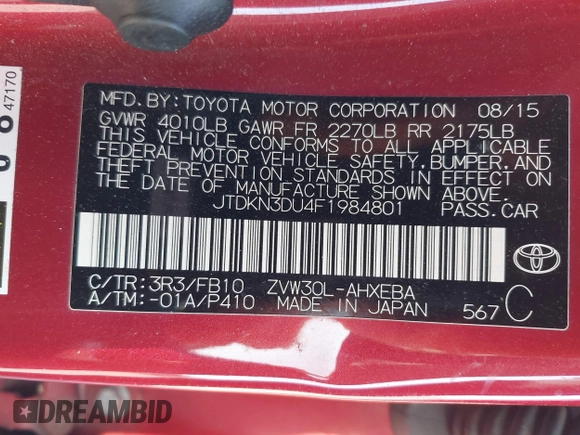 47170
MFD. BY: TOYOTA MOTOR CORPORATION 08/15
GVWR 4010LB GAWR FR 2270LB RR 2175LB
THIS VEHICLE CONFORMS TO ALL APPLICABLE
FEDERAL MOTOR VEHICLE SAFETY, BUMPER, AND
THEFT PREVENTION STANDARDS IN EFFECT ON
THE DATE OF MANUFACTURE SHOWN ABOVE.
JTDKN3DU4F1984801 PASS. CAR
C/TR: 3R3/FB10 ZVW30L-AHXEBA
A/TM: -01A/P410 MADE IN JAPAN 567 C
DREAMBID